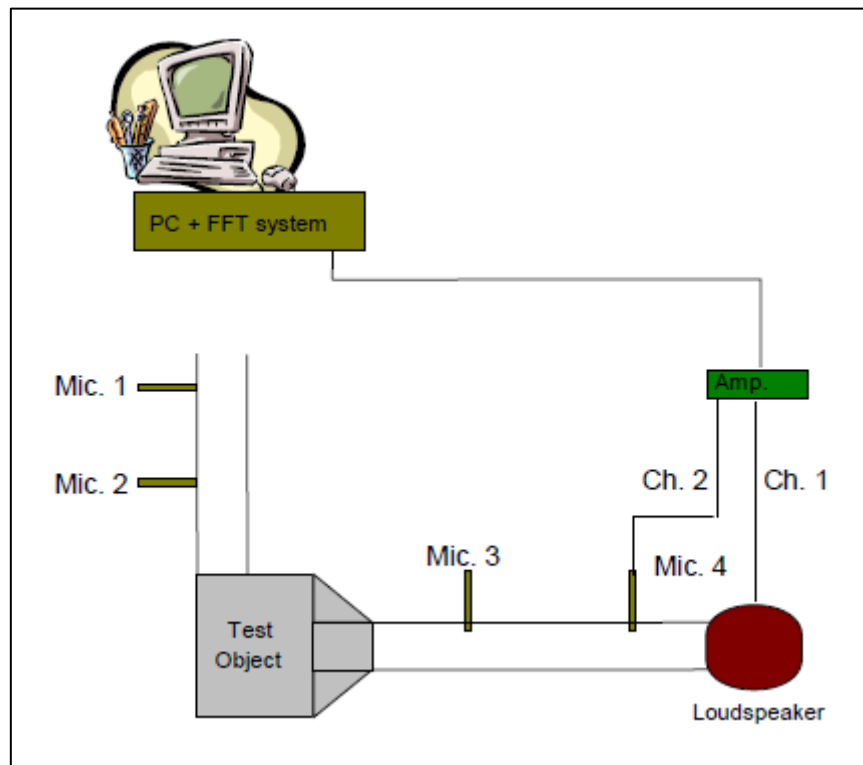 PC + FFT system
Mic. 1
Amp.
Mic. 2
Ch. 2
Ch. 1
Mic. 3
Mic. 4
Test
Object
Loudspeaker